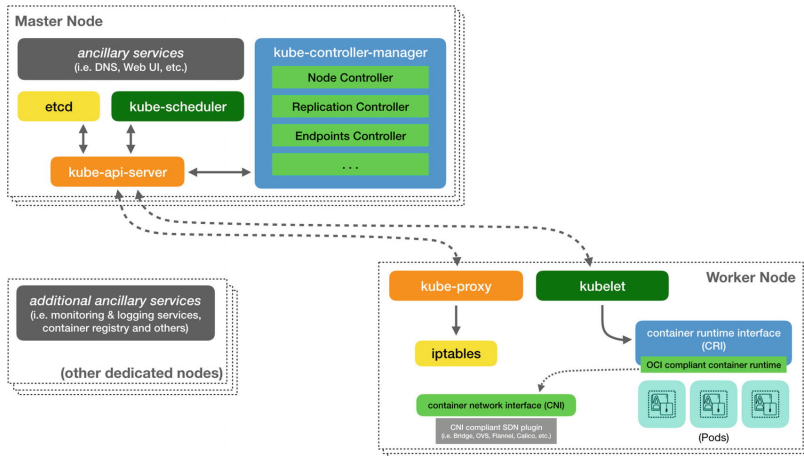 Master Node
ancillary services
(i.e. DNS, Web UI, etc.)
etcd
kube-scheduler
kube-api-server
kube-controller-manager
Node Controller
Replication Controller
Endpoints Controller
. . .
additional ancillary services
(i.e. monitoring & logging services,
container registry and others)
(other dedicated nodes)
Worker Node
kube-proxy
kubelet
iptables
container runtime interface
(CRI)
OCI compliant container runtime
container network interface (CNI)
CNI compliant SDN plugin
(i.e. Bridge, OVS, Flannel, Calico, etc.)
(Pods)